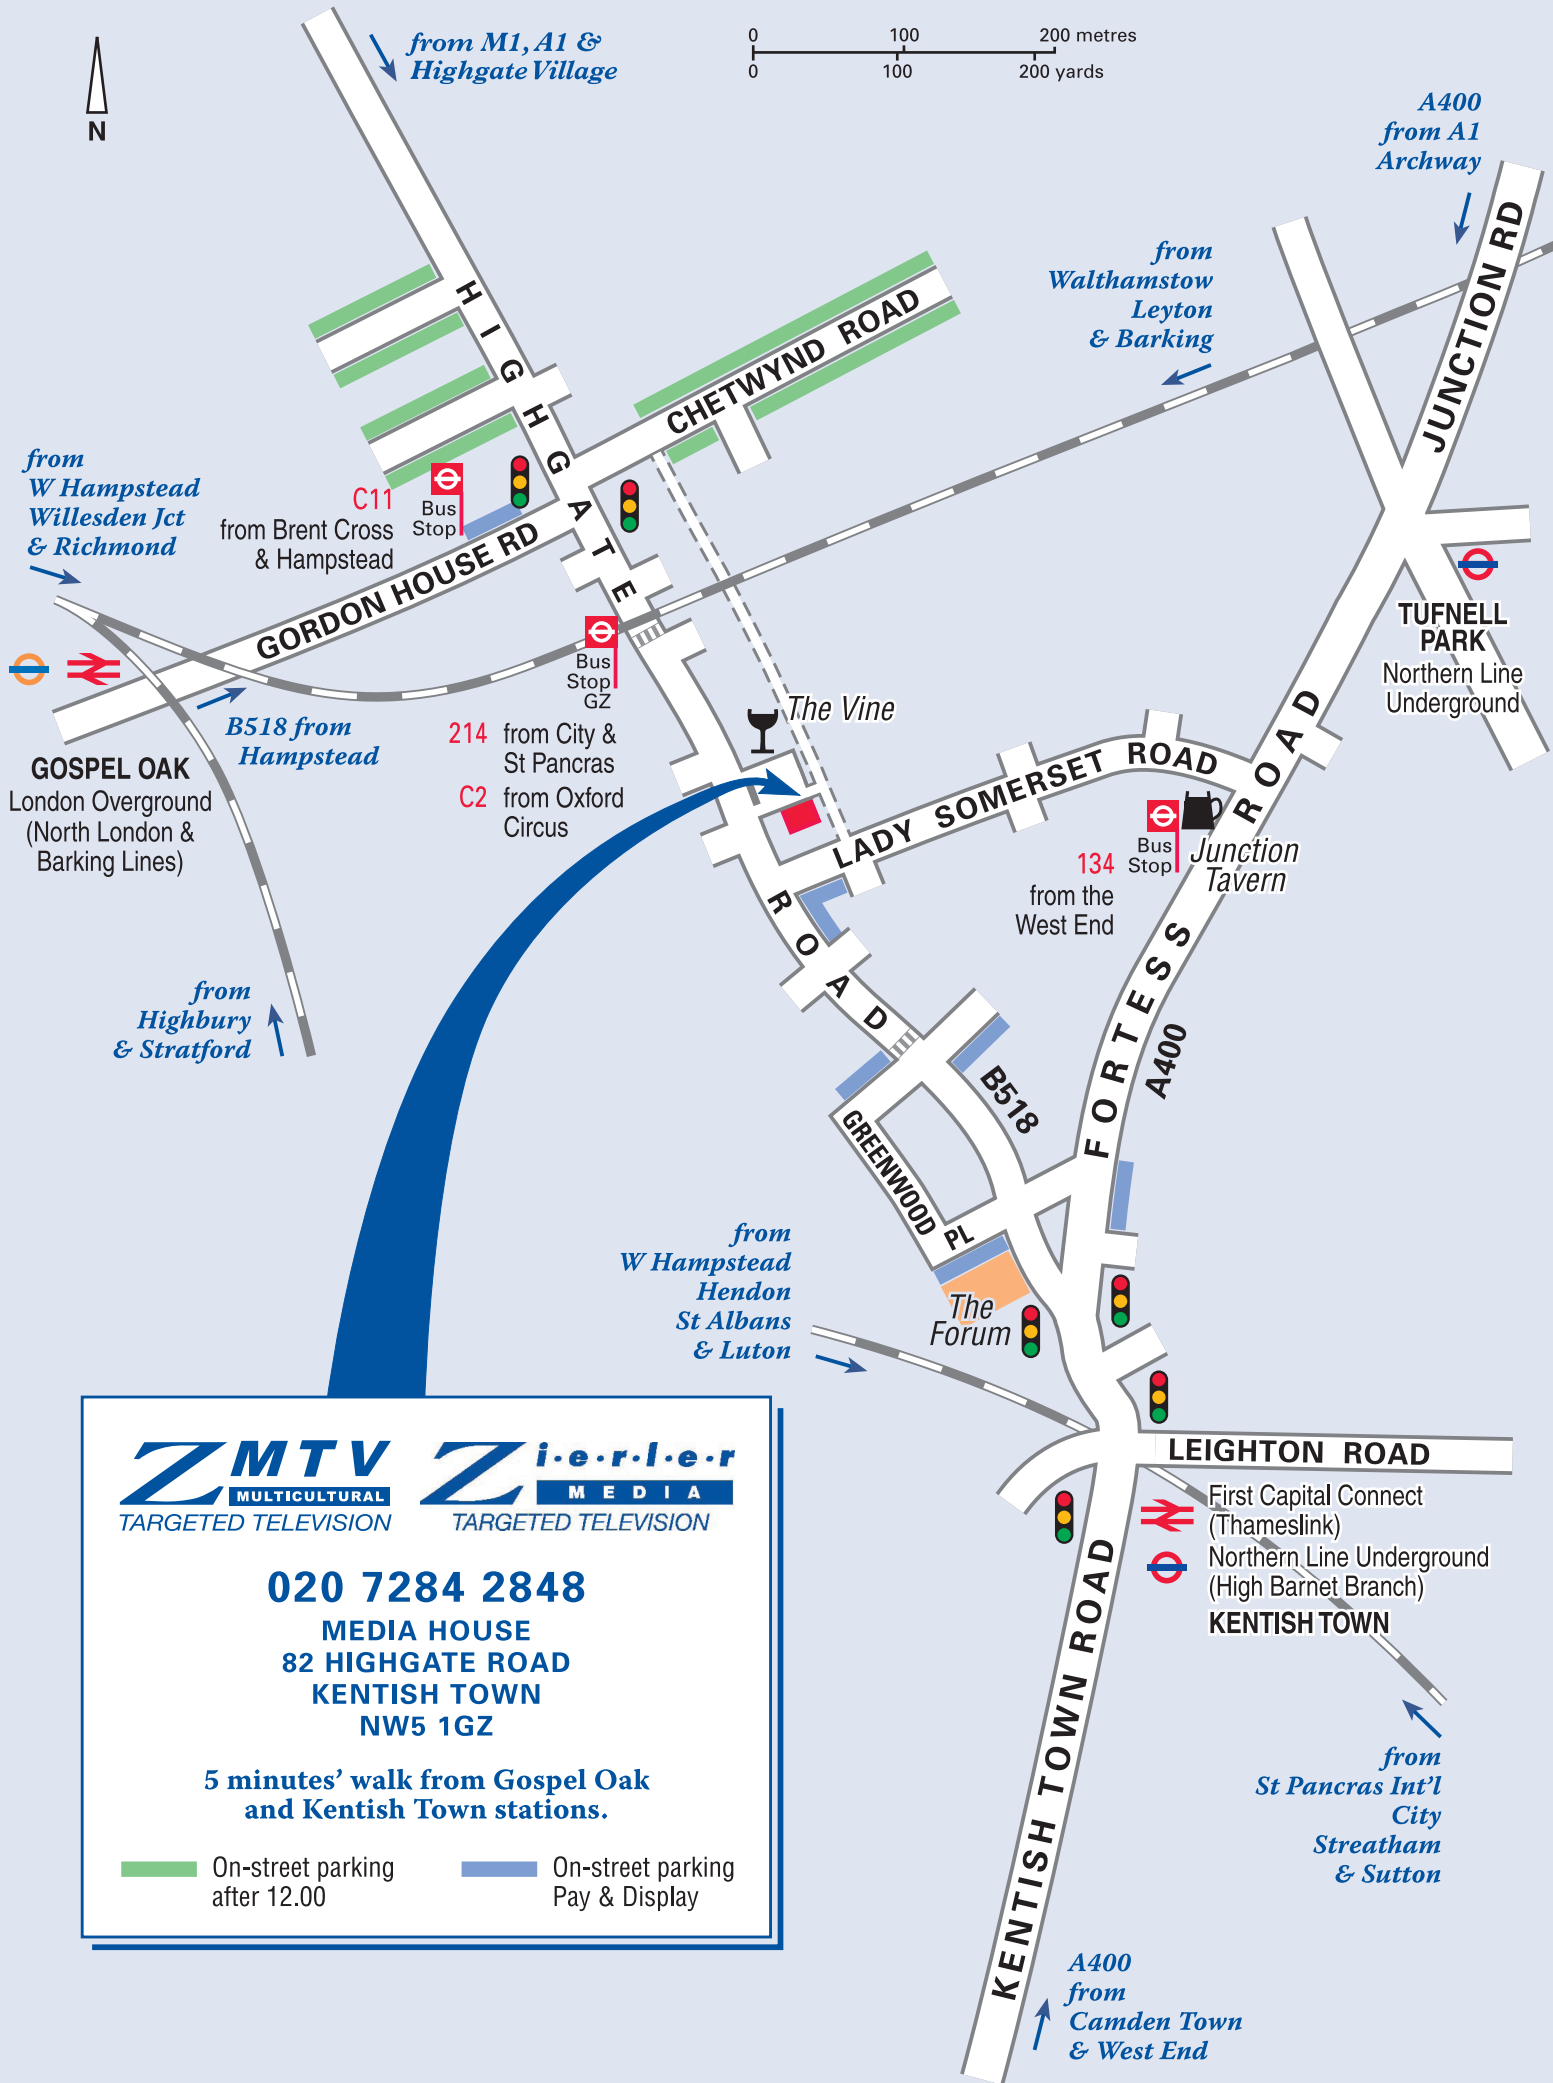 from M1, A1 &
Highgate Village
0 100 200 metres
0 100 200 yards
N
A400
from A1
Archway
from
Walthamstow
Leyton
& Barking
JUNCTION RD
HIGHGATE ROAD
CHETWYND ROAD
from
W Hampstead
Willesden Jct
& Richmond
C11
from Brent Cross
& Hampstead
Bus
Stop
GORDON HOUSE RD
TUFNELL
PARK
Northern Line
Underground
Bus
Stop
GZ
214 from City &
St Pancras
C2 from Oxford
Circus
B518 from
Hampstead
GOSPEL OAK
London Overground
(North London &
Barking Lines)
The Vine
LADY SOMERSET ROAD
134
from the
West End
Bus
Stop
Junction
Tavern
FORTESS ROAD
A400
from
Highbury
& Stratford
B518
GREENWOOD PL
from
W Hampstead
Hendon
St Albans
& Luton
The
Forum
LEIGHTON ROAD
First Capital Connect
(Thameslink)
Northern Line Underground
(High Barnet Branch)
KENTISH TOWN
KENTISH TOWN ROAD
from
St Pancras Int'l
City
Streatham
& Sutton
A400
from
Camden Town
& West End
ZMTV
MULTICULTURAL
TARGETED TELEVISION
Zi·e·r·l·e·r
MEDIA
TARGETED TELEVISION
020 7284 2848
MEDIA HOUSE
82 HIGHGATE ROAD
KENTISH TOWN
NW5 1GZ
5 minutes’ walk from Gospel Oak
and Kentish Town stations.
On-street parking
after 12.00
On-street parking
Pay & Display